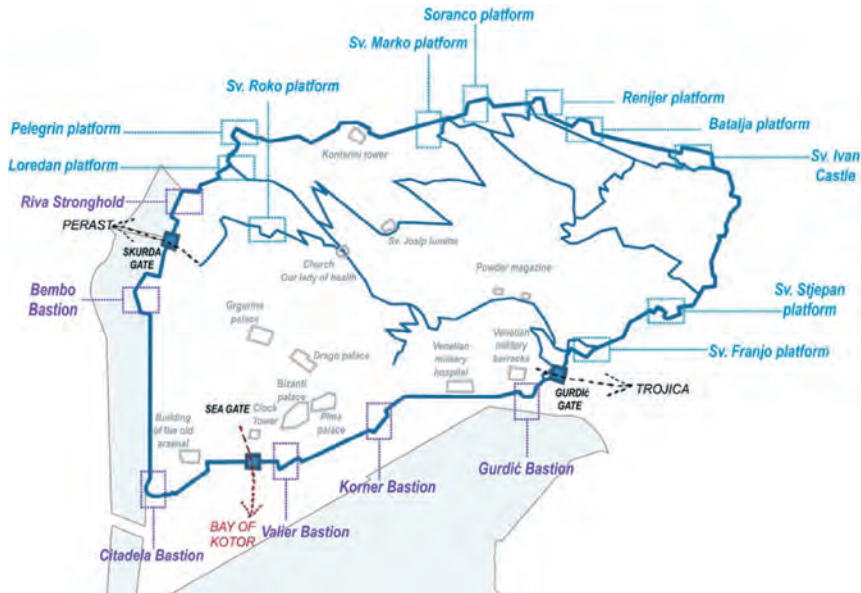 Soranco platform
Sv. Marko platform
Sv. Roko platform
Renijer platform
Pelegrin platform
Batalja platform
Kontarini tower
Loredan platform
Sv. Ivan
Castle
Riva Stronghold
PERAST
Sv. Josip lunette
SKURDA
GATE
Church
Our lady of health
Powder magazine
Bembo
Bastion
Sv. Stjepan
platform
Grgurina
palace
Drago palace
Venetian
military
hospital
Venetian
military
barracks
Sv. Franjo platform
Bizanti
palace
TROJICA
SEA GATE
Clock
Tower
Pima
palace
GURDIĆ
GATE
Building
of the old
arsenal
Gurdić Bastion
Korner Bastion
BAY OF
KOTOR
Valier Bastion
Citadela Bastion